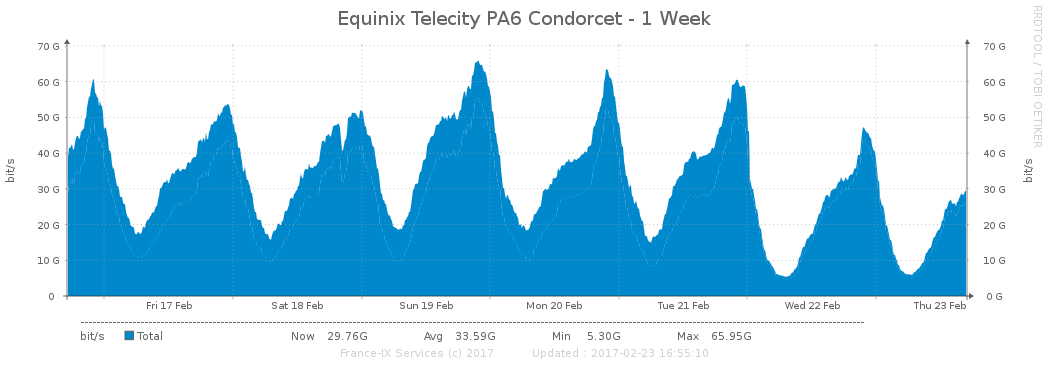 Equinix Telecity PA6 Condorcet - 1 Week
RRDTOOL / TOBI OETIKER
70 G 70 G
60 G 60 G
50 G 50 G
40 G 40 G
30 G 30 G
20 G 20 G
10 G 10 G
0 0 G
bit/s bit/s
Fri 17 Feb Sat 18 Feb Sun 19 Feb Mon 20 Feb Tue 21 Feb Wed 22 Feb Thu 23 Feb
bit/s Total Now 29.76G Avg 33.59G Min 5.30G Max 65.95G
France-IX Services (c) 2017 Updated : 2017-02-23 16:55:10